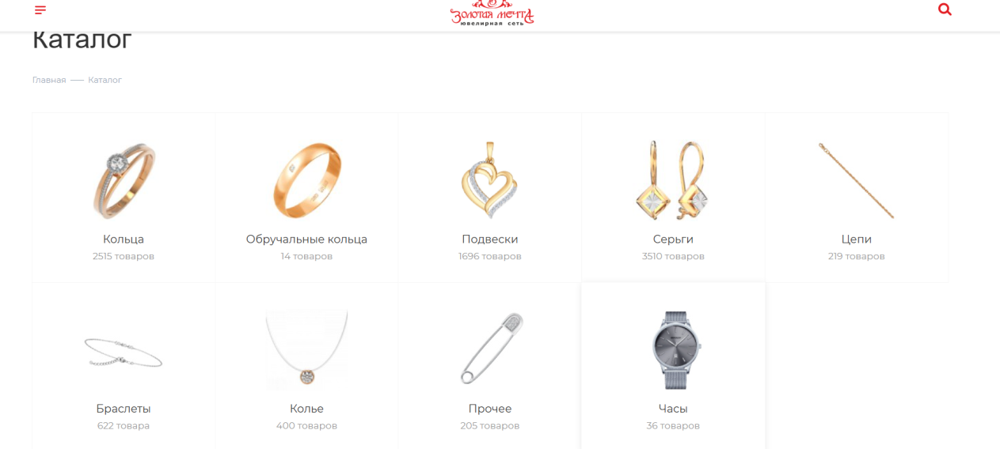 Золотая мечта
ювелирная сеть
Каталог
Главная — Каталог
Кольца
2515 товаров
Обручальные кольца
14 товаров
Подвески
1696 товаров
Серьги
3510 товаров
Цепи
219 товаров
Браслеты
622 товара
Колье
400 товаров
Прочее
205 товаров
Часы
36 товаров